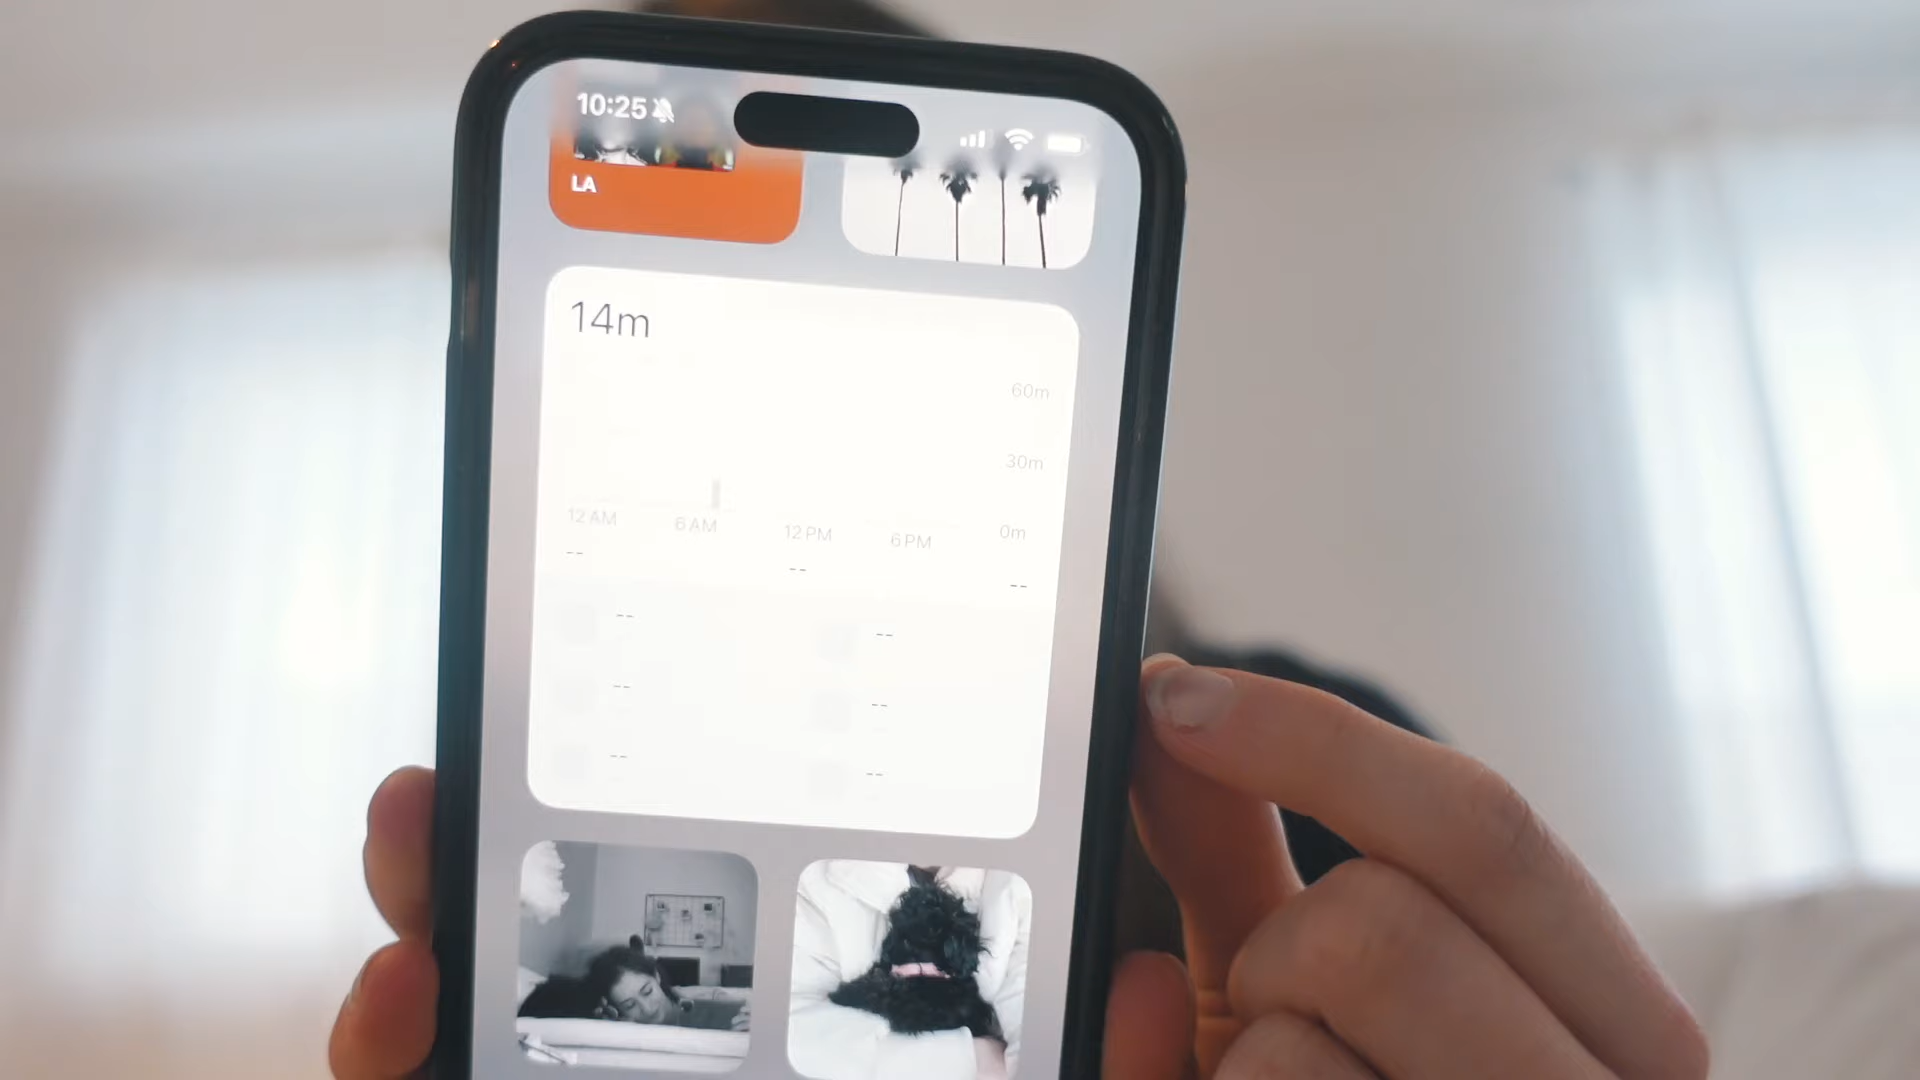 10:25
LA
14m
60m
30m
0m
12 AM 6 AM 12 PM 6 PM
-- -- --
-- --
-- --
-- --